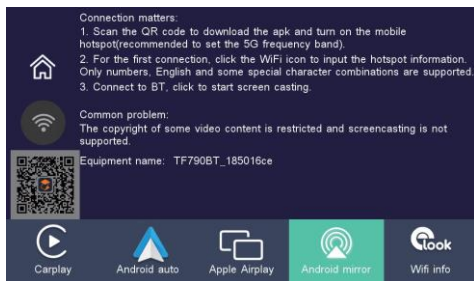 Connection matters:
1. Scan the QR code to download the apk and turn on the mobile
hotspot(recommended to set the 5G frequency band).
2. For the first connection, click the WiFi icon to input the hotspot information.
Only numbers, English and some special character combinations are supported.
3. Connect to BT, click to start screen casting.
Common problem:
The copyright of some video content is restricted and screencasting is not
supported.
Equipment name: TF790BT_185016ce
Carplay
Android auto
Apple Airplay
Android mirror
look
Wifi info